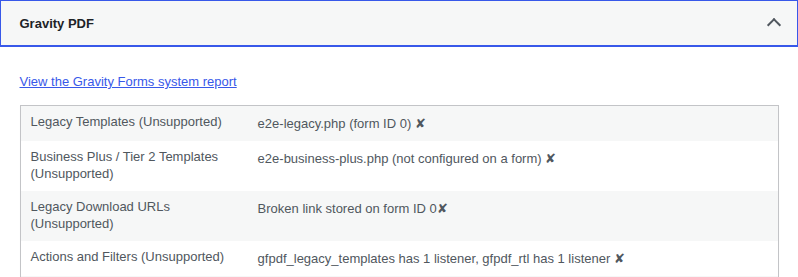 Gravity PDF
View the Gravity Forms system report
Legacy Templates (Unsupported) e2e-legacy.php (form ID 0) ✘
Business Plus / Tier 2 Templates e2e-business-plus.php (not configured on a form) ✘
(Unsupported)
Legacy Download URLs Broken link stored on form ID 0✘
(Unsupported)
Actions and Filters (Unsupported) gfpdf_legacy_templates has 1 listener, gfpdf_rtl has 1 listener ✘